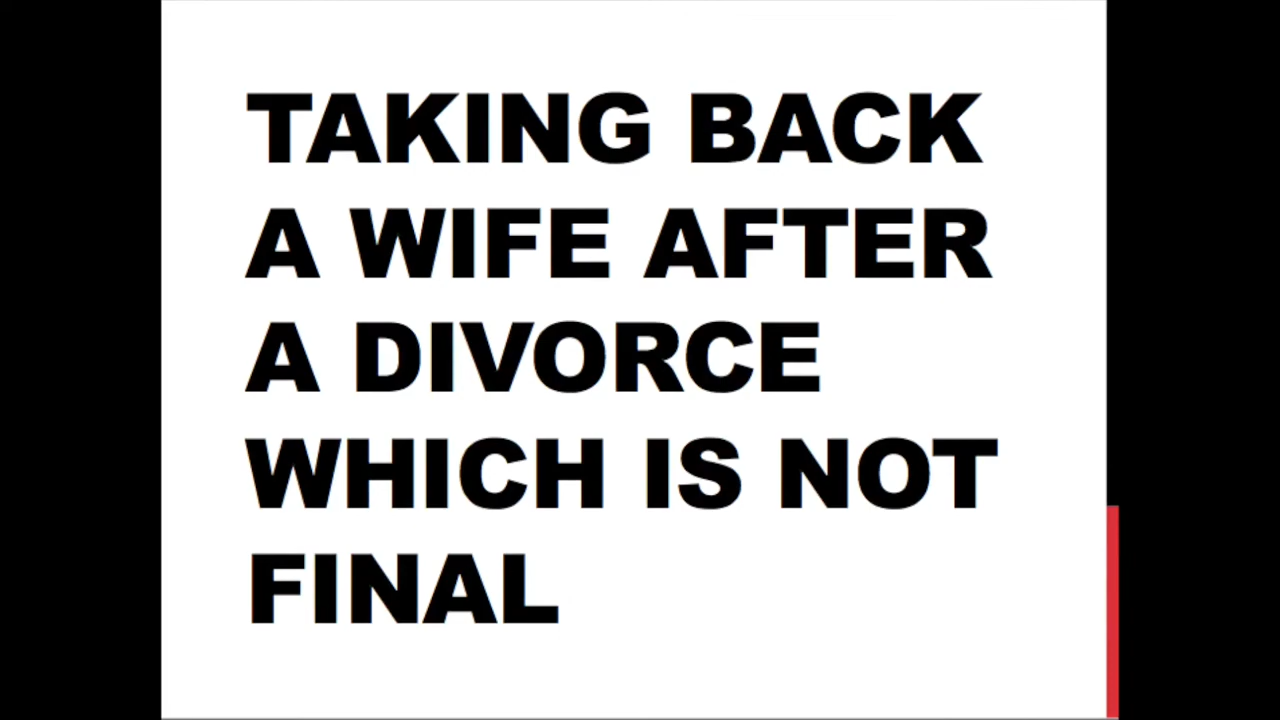 TAKING BACK
A WIFE AFTER
A DIVORCE
WHICH IS NOT
FINAL